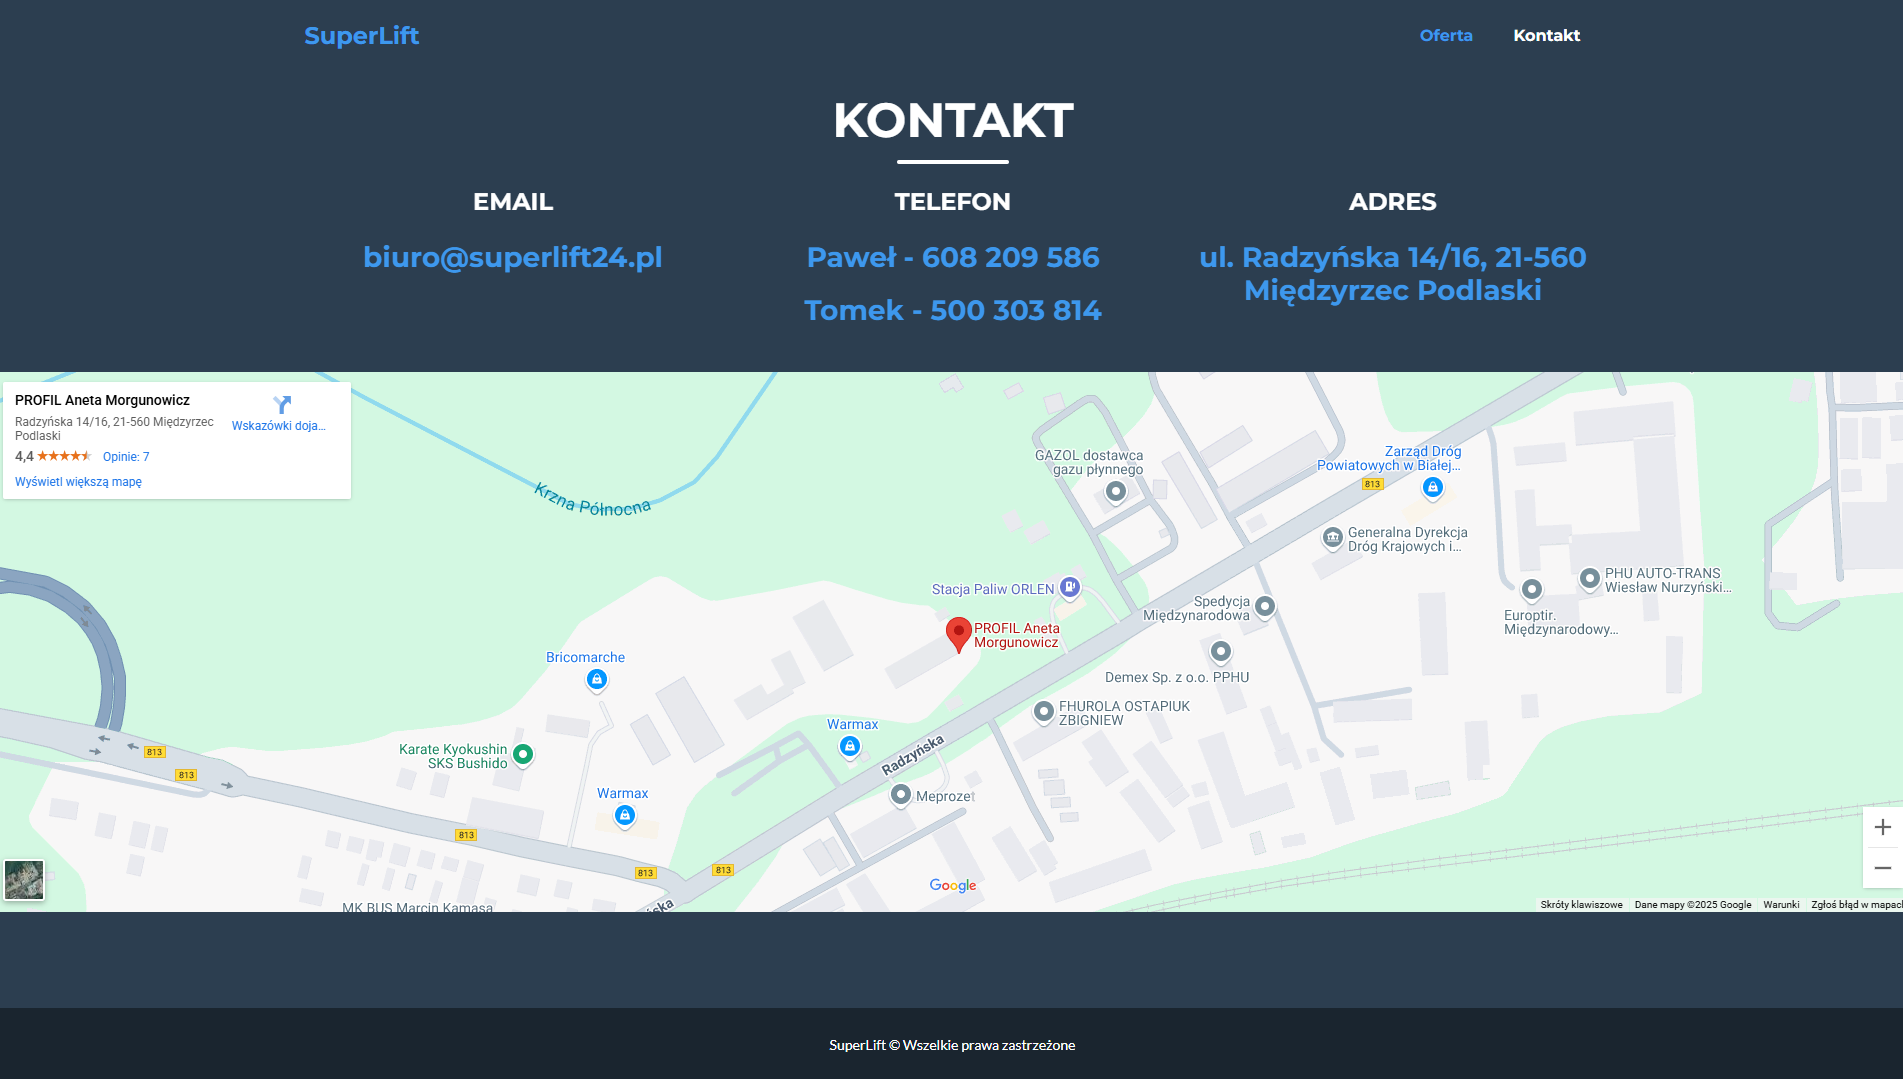 SuperLift
Oferta
Kontakt
KONTAKT
EMAIL
biuro@superlift24.pl
TELEFON
Paweł - 608 209 586
Tomek - 500 303 814
ADRES
ul. Radzyńska 14/16, 21-560
Międzyrzec Podlaski
PROFIL Aneta Morgunowicz
Radzyńska 14/16, 21-560 Międzyrzec
Podlaski
Wskazówki doja...
4,4
Opinie: 7
Wyświetl większą mapę
Krzna Północna
GAZOL dostawca
gazu płynnego
Zarząd Dróg
Powiatowych w Białej...
813
Generalna Dyrekcja
Dróg Krajowych i...
PHU AUTO-TRANS
Wiesław Nurzyński...
Stacja Paliw ORLEN
Spedycja
Międzynarodowa
Europtir.
Międzynarodowy...
PROFIL Aneta
Morgunowicz
Bricomarche
Demex Sp. z o.o. PPHU
FHUROLA OSTAPIUK
ZBIGNIEW
Warmax
Radzyńska
Karate Kyokushin
SKS Bushido
813
813
Warmax
Meprozet
813
813
813
ska
MK BUS Marcin Kamasa
Google
Skróty klawiszowe
Dane mapy ©2025 Google
Warunki
Zgłoś błąd w mapach
SuperLift © Wszelkie prawa zastrzeżone